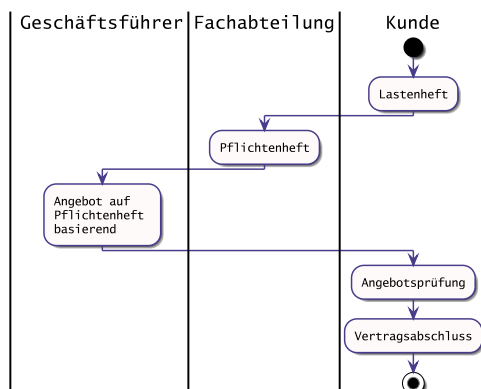 Geschäftsführer
Fachabteilung
Kunde
Lastenheft
Pflichtenheft
Angebot auf
Pflichtenheft
basierend
Angebotsprüfung
Vertragsabschluss